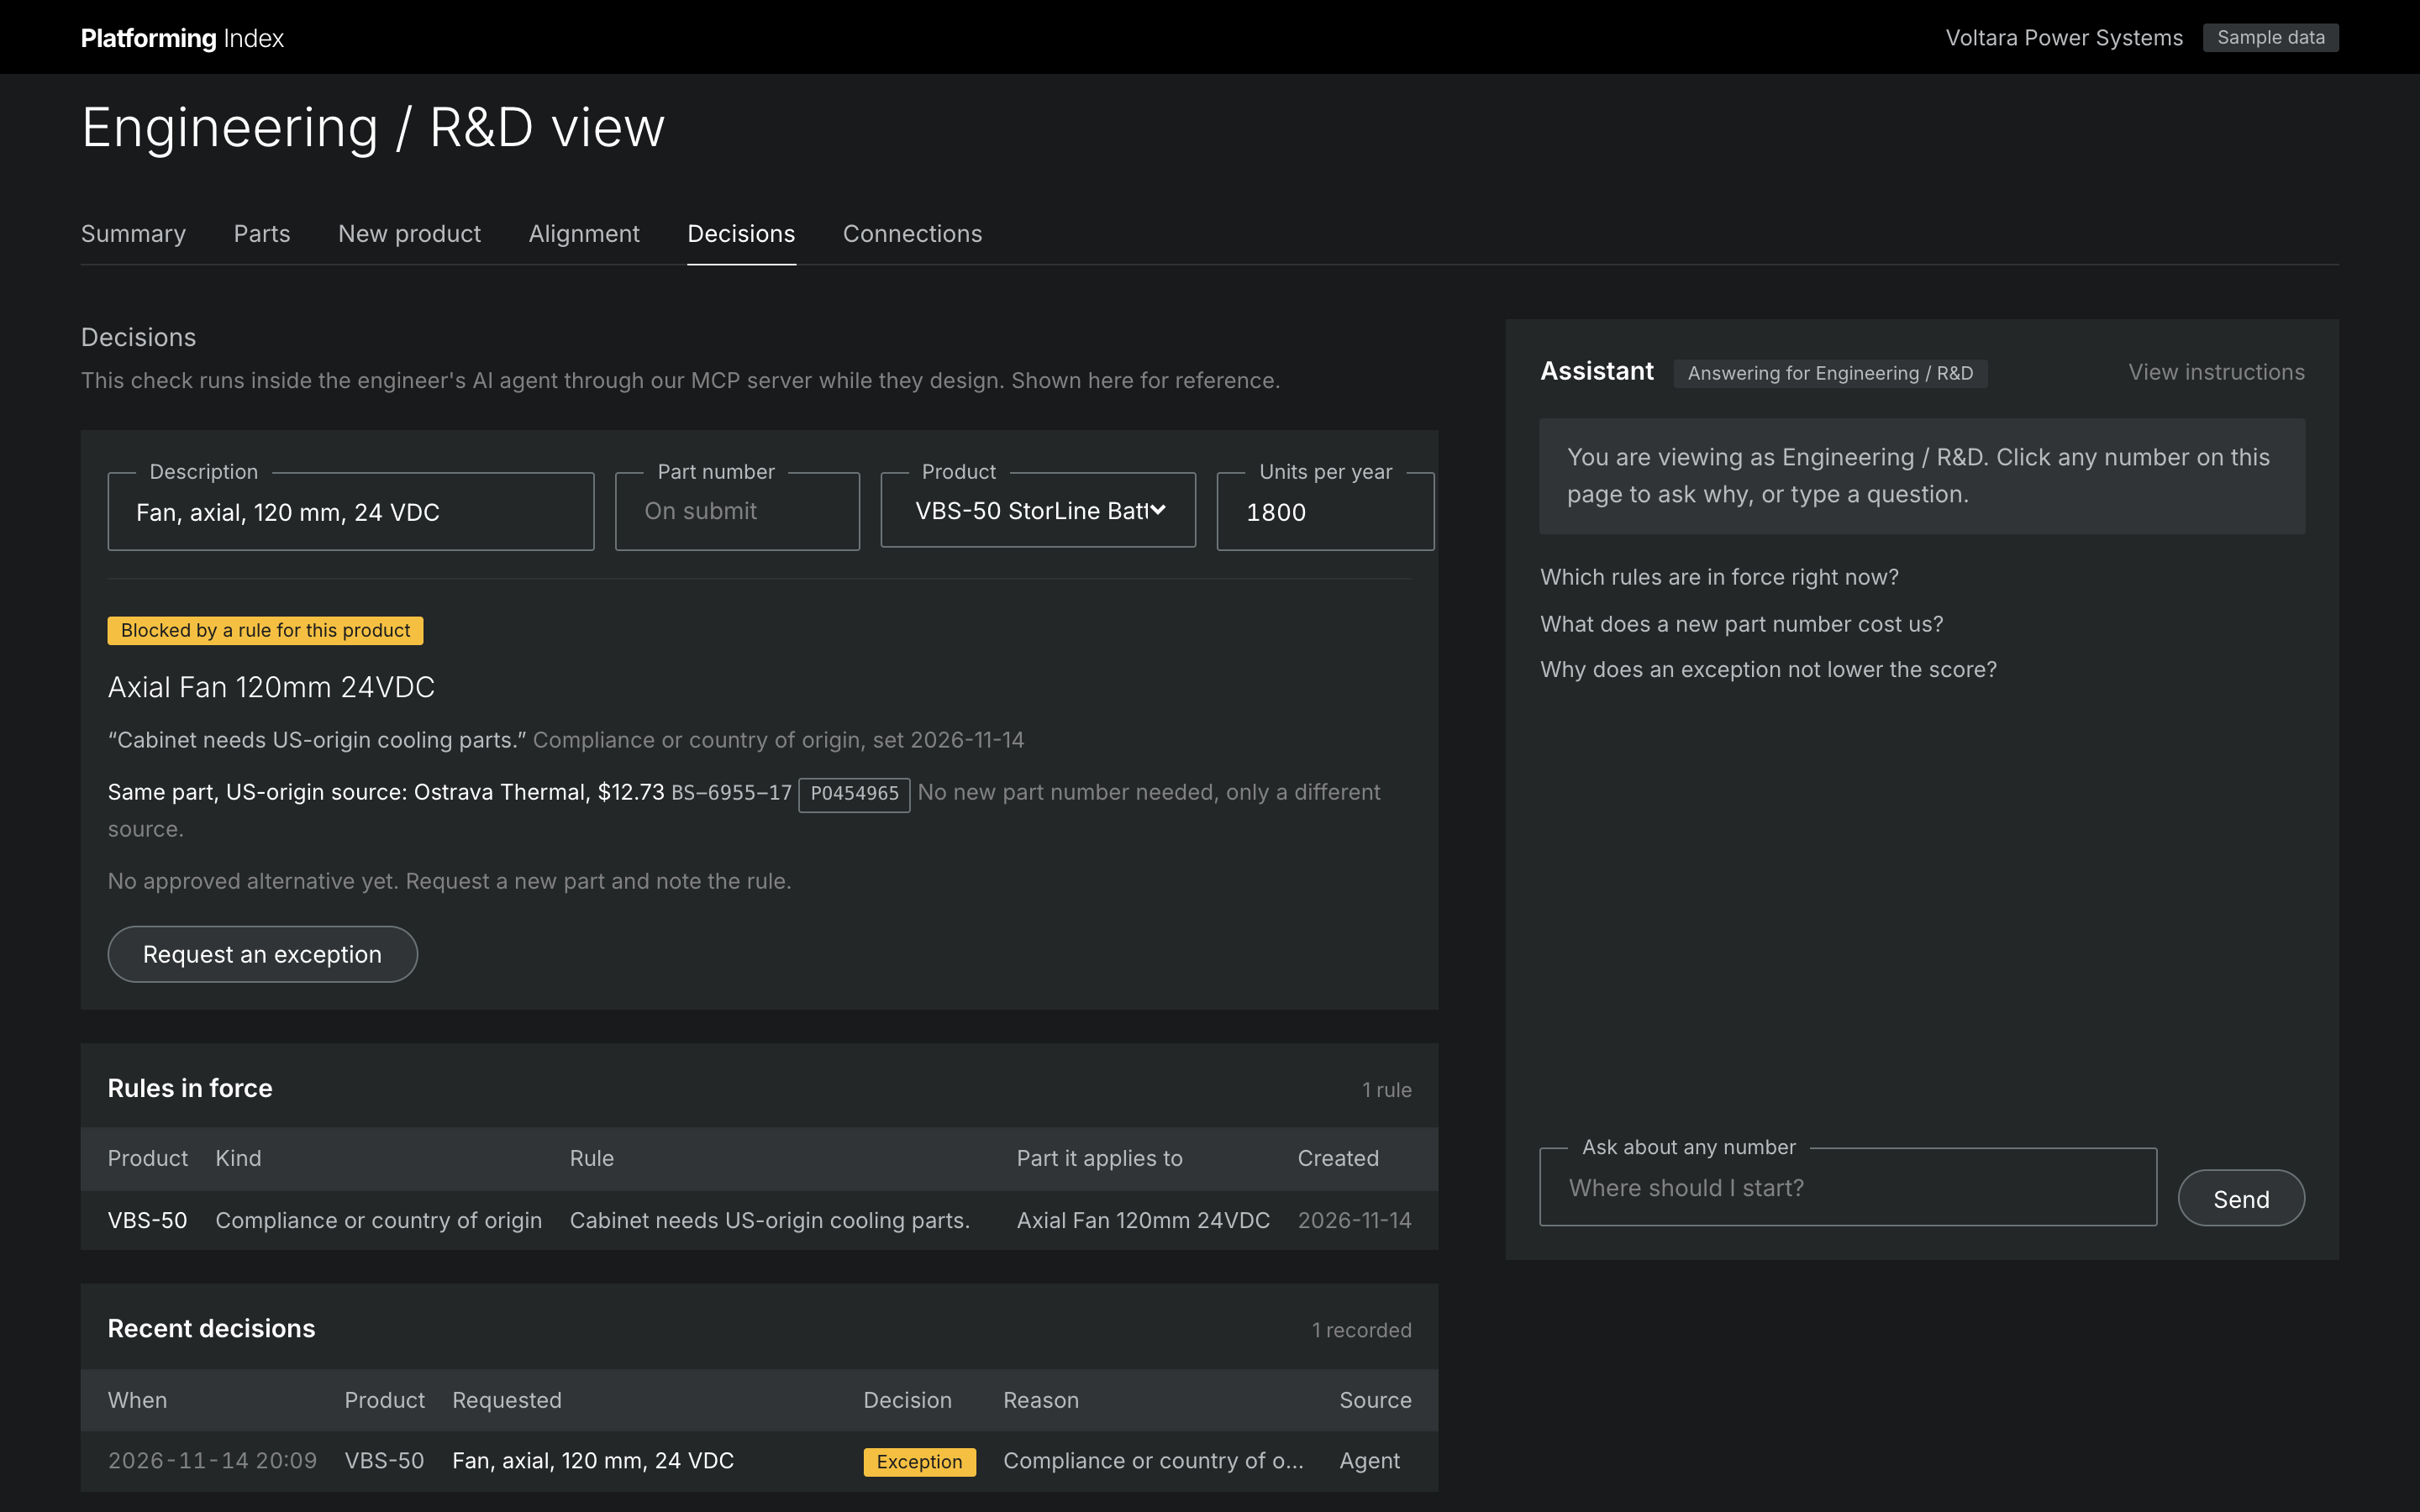 Platforming Index
Voltara Power Systems
Sample data
Engineering / R&D view
Summary
Parts
New product
Alignment
Decisions
Connections
Decisions
This check runs inside the engineer's AI agent through our MCP server while they design. Shown here for reference.
Description
Fan, axial, 120 mm, 24 VDC
Part number
On submit
Product
VBS-50 StorLine Batt
Units per year
1800
Blocked by a rule for this product
Axial Fan 120mm 24VDC
“Cabinet needs US-origin cooling parts.” Compliance or country of origin, set 2026-11-14
Same part, US-origin source: Ostrava Thermal, $12.73 BS-6955-17 PO454965 No new part number needed, only a different
source.
No approved alternative yet. Request a new part and note the rule.
Request an exception
Rules in force
1 rule
Product Kind Rule Part it applies to Created
VBS-50 Compliance or country of origin Cabinet needs US-origin cooling parts. Axial Fan 120mm 24VDC 2026-11-14
Recent decisions
1 recorded
When Product Requested Decision Reason Source
2026-11-14 20:09 VBS-50 Fan, axial, 120 mm, 24 VDC Exception Compliance or country of o... Agent
Assistant
Answering for Engineering / R&D
View instructions
You are viewing as Engineering / R&D. Click any number on this
page to ask why, or type a question.
Which rules are in force right now?
What does a new part number cost us?
Why does an exception not lower the score?
Ask about any number
Where should I start?
Send